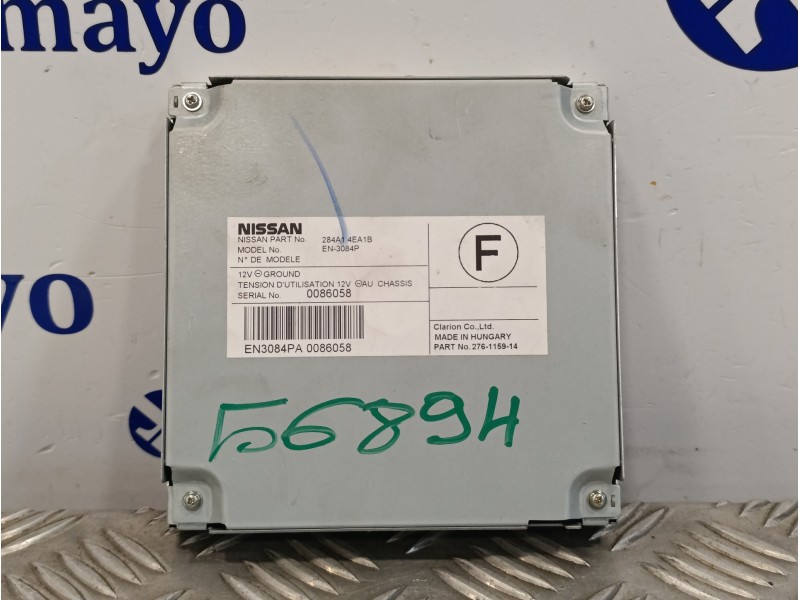 mayo
mayo
NISSAN
NISSAN PART No. 284A1 4EA1B
MODEL No. EN-3084P
N° DE MODELE
12V ⊖ GROUND
TENSION D'UTILISATION 12V ⊖AU CHASSIS
SERIAL No. 0086058
EN3084PA 0086058
F
Clarion Co.,Ltd.
MADE IN HUNGARY
PART No. 276-1159-14
Б6894